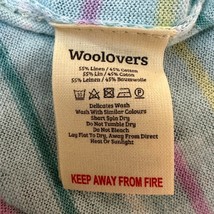 WoolOvers
55% Linen / 45% Cotton
55% Lin / 45% Coton
55% Leinen / 45% Baumwolle
Delicates Wash
Wash With Similar Colours
Short Spin Dry
Do Not Tumble Dry
Do Not Bleach
Lay Flat To Dry, Away From Direct
Heat Or Sunlight
KEEP AWAY FROM FIRE